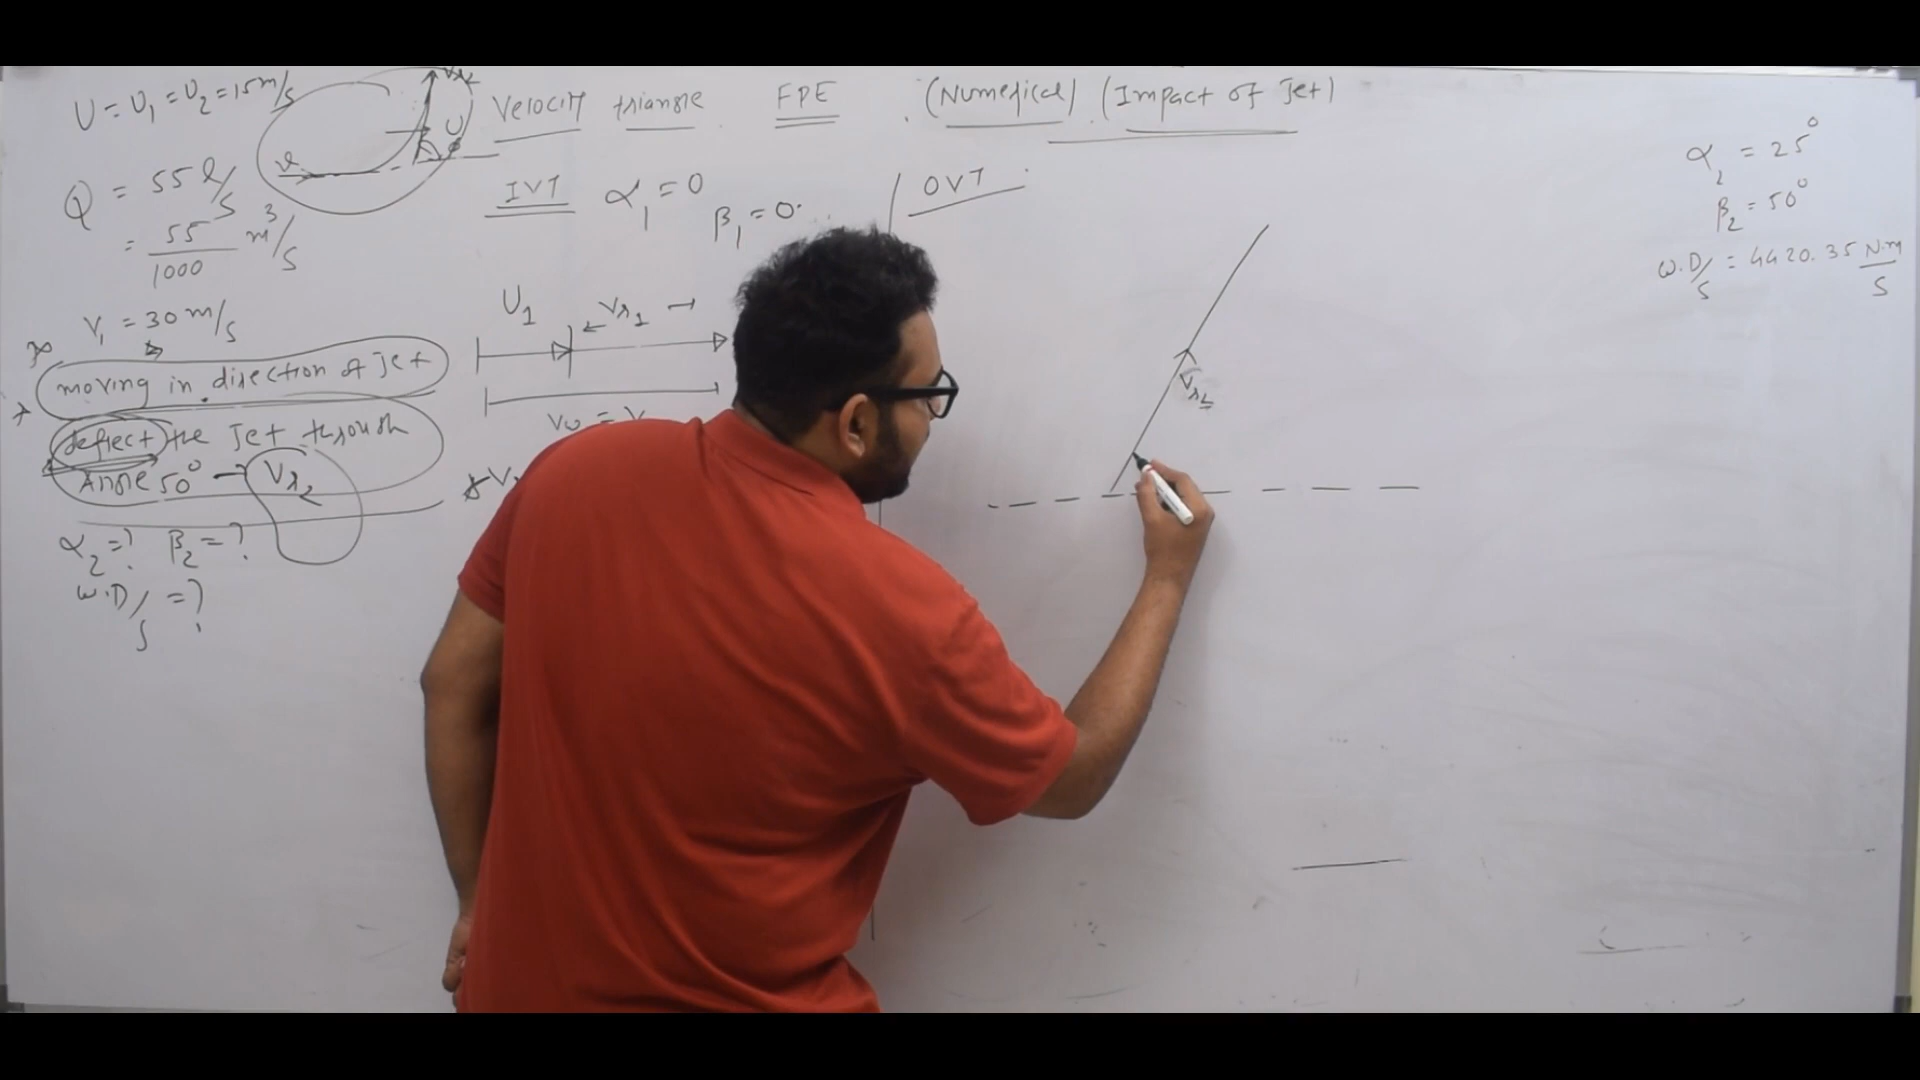 Velocity triangle FPE (Numerical) (Impact of Jet)
U = U1 = U2 = 15 m/s
Q = 55 l/s
= 55/1000 m³/s
V1 = 30 m/s
moving in direction of Jet
deflect the Jet through
Angle 50° → Vr2
α2 = ? β2 = ?
W.D/s = ?
Vr2
U
IVT α1 = 0
β1 = 0
U1 Vr1
OVT
Vr2
α2 = 25°
β2 = 50°
W.D/s = 4420.35 N.m/s